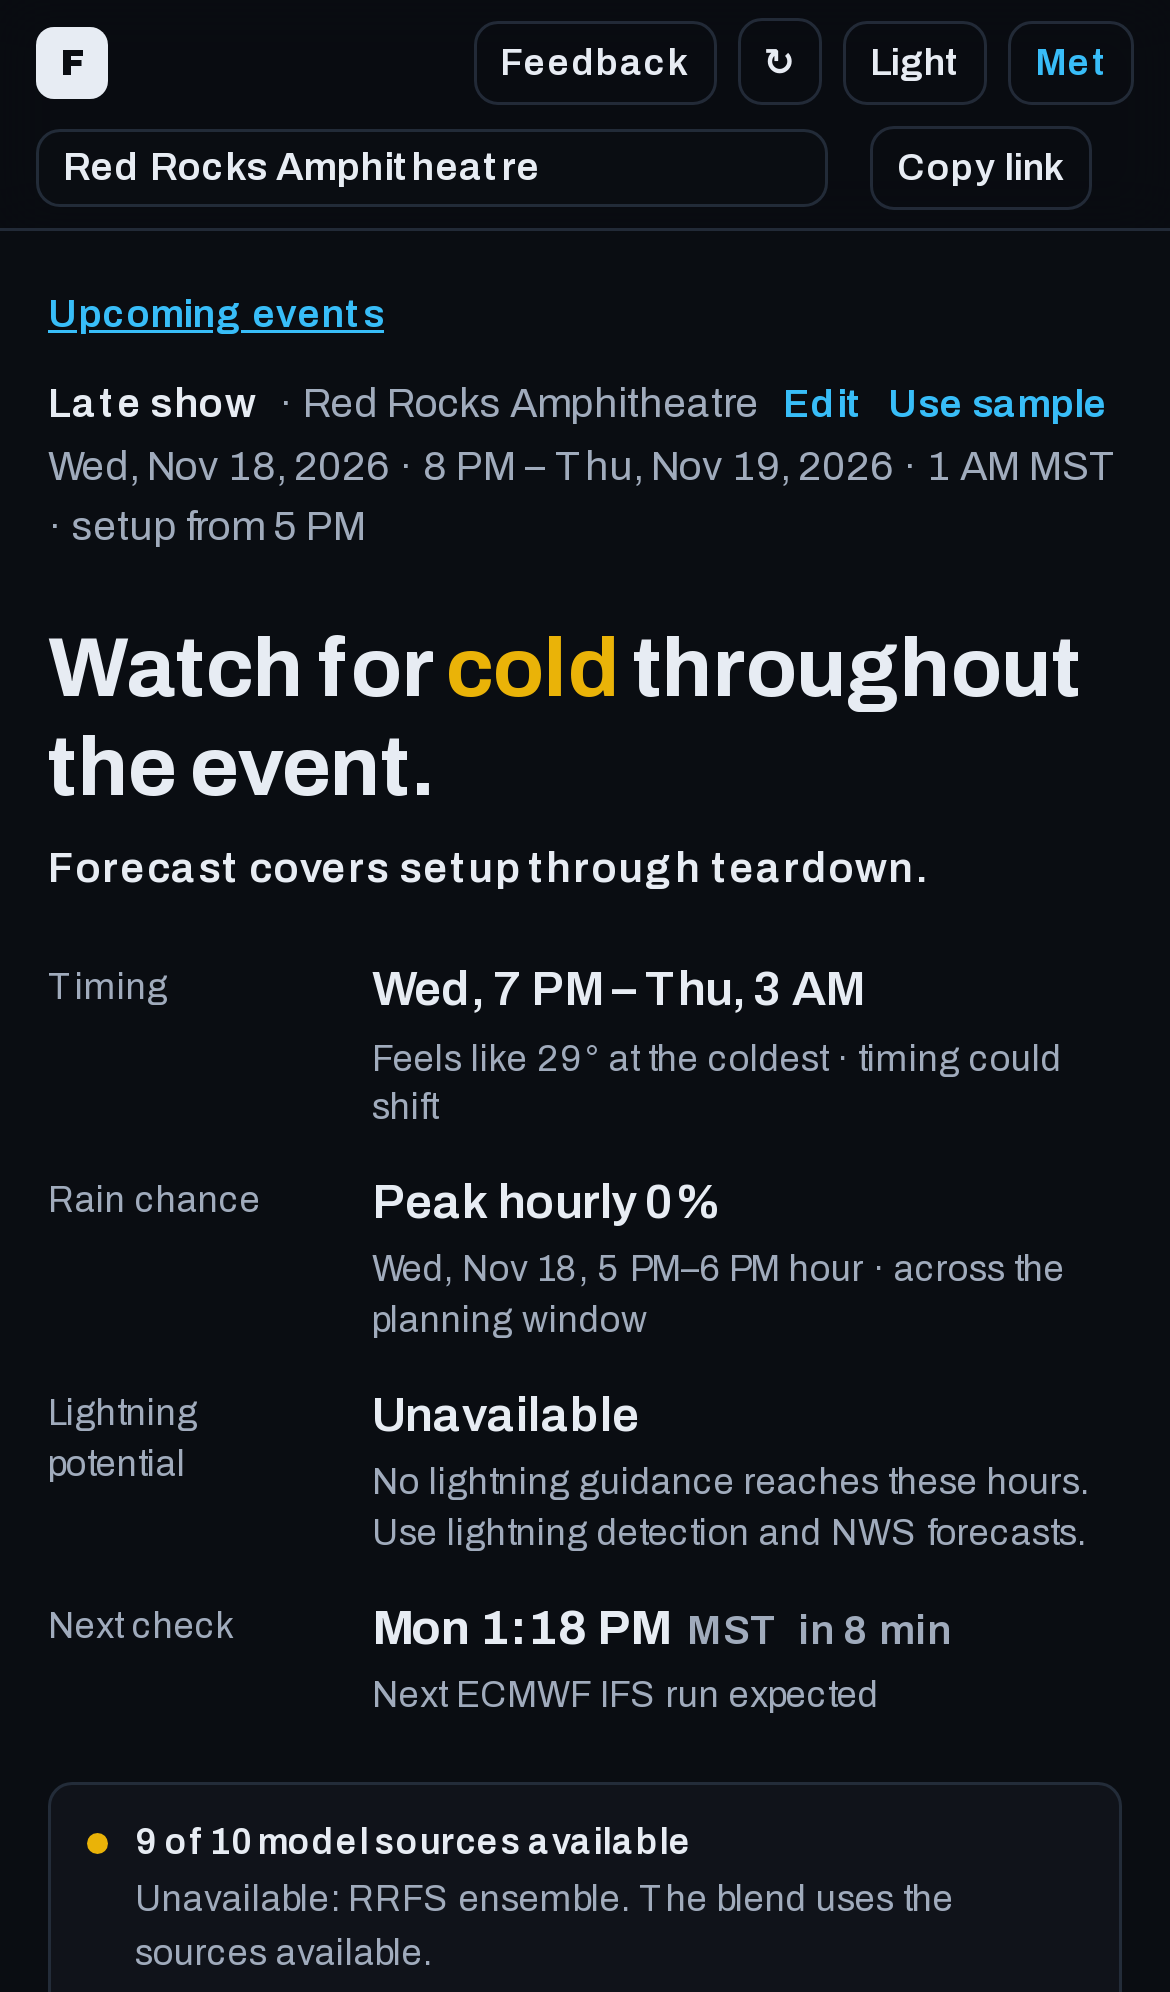 F
Feedback
↻
Light
Met
Red Rocks Amphitheatre
Copy link
Upcoming events
Late show · Red Rocks Amphitheatre Edit Use sample
Wed, Nov 18, 2026 · 8 PM – Thu, Nov 19, 2026 · 1 AM MST
· setup from 5 PM
Watch for cold throughout
the event.
Forecast covers setup through teardown.
Timing
Wed, 7 PM – Thu, 3 AM
Feels like 29° at the coldest · timing could
shift
Rain chance
Peak hourly 0%
Wed, Nov 18, 5 PM–6 PM hour · across the
planning window
Lightning
potential
Unavailable
No lightning guidance reaches these hours.
Use lightning detection and NWS forecasts.
Next check
Mon 1:18 PM MST in 8 min
Next ECMWF IFS run expected
9 of 10 model sources available
Unavailable: RRFS ensemble. The blend uses the
sources available.